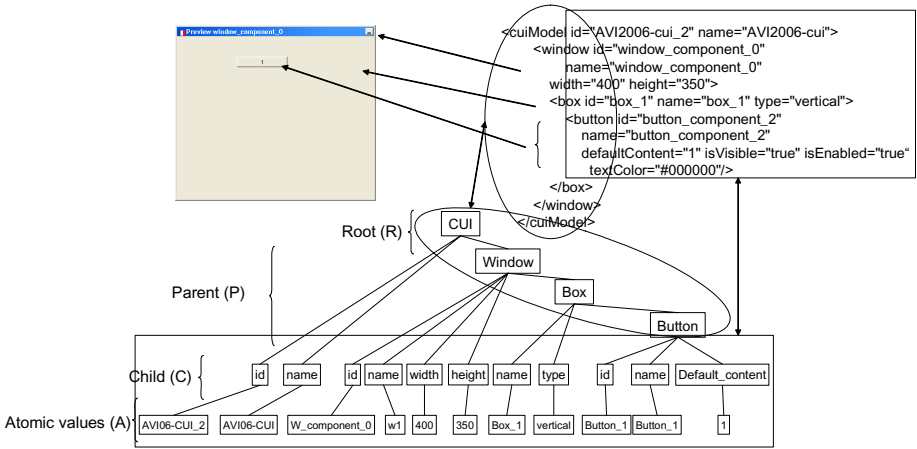 Preview window_component_0
1
<cuiModel id="AVI2006-cui_2" name="AVI2006-cui">
<window id="window_component_0"
name="window_component_0"
width="400" height="350">
<box id="box_1" name="box_1" type="vertical">
<button id="button_component_2"
name="button_component_2"
defaultContent="1" isVisible="true" isEnabled="true“
textColor="#000000"/>
</box>
</window>
</cuiModel>
Root (R)
CUI
Window
Parent (P)
Box
Button
Child (C)
id name id name width height name type id name Default_content
Atomic values (A)
AVI06-CUI_2 AVI06-CUI W_component_0 w1 400 350 Box_1 vertical Button_1 Button_1 1